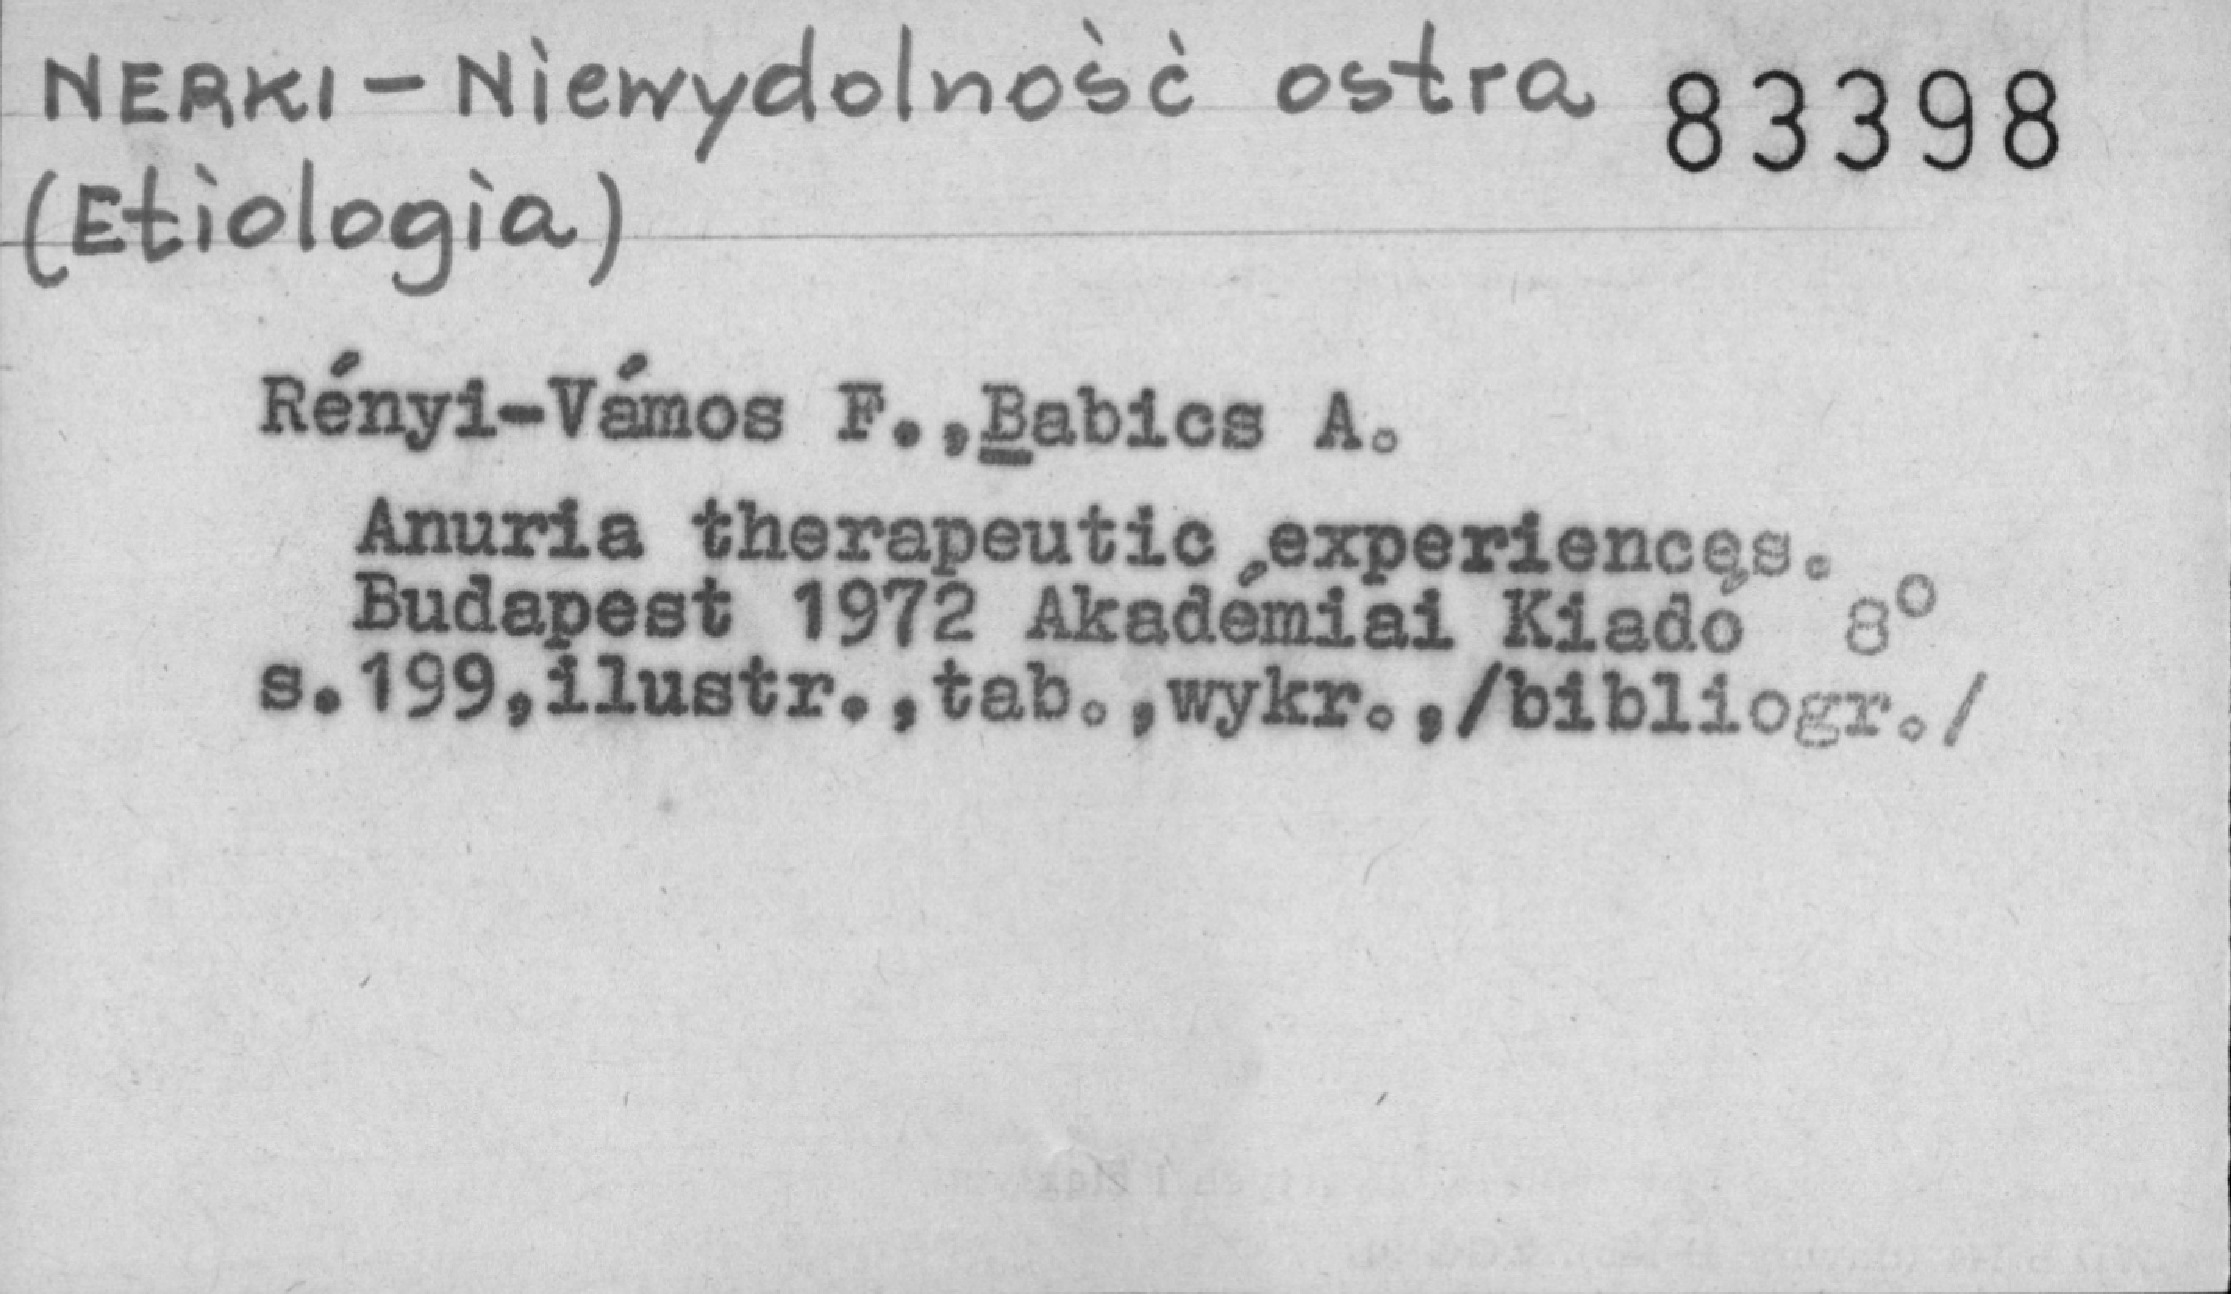 NERKI - Niewydolność ostra 83398
(Etiologia)
Rényi-Vámos F.,Babics A.
Anuria therapeutic experiences.
Budapest 1972 Akadémiai Kiadó 8°
s.199,ilustr.,tab.,wykr.,/bibliogr./